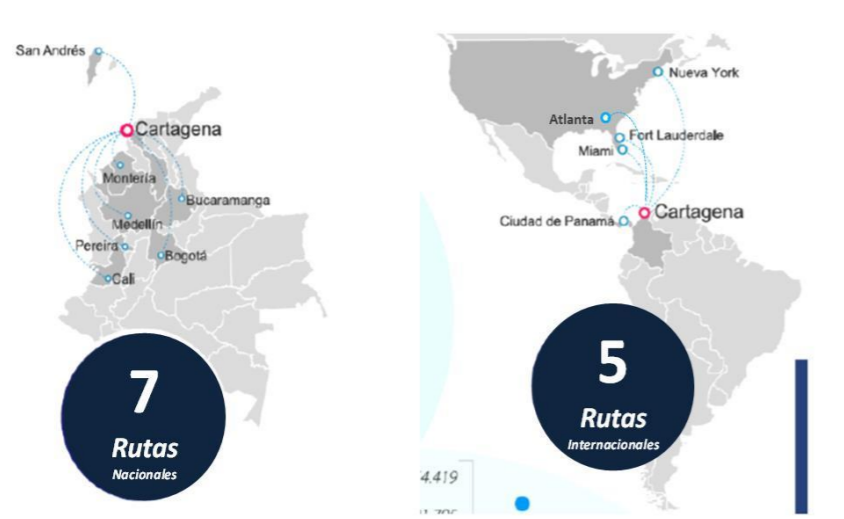 San Andrés
Cartagena
Montería
Bucaramanga
Medellín
Pereira
Bogotá
Cali
7
Rutas
Nacionales
Nueva York
Atlanta
Fort Lauderdale
Miami
Ciudad de Panamá
Cartagena
5
Rutas
Internacionales
4.419